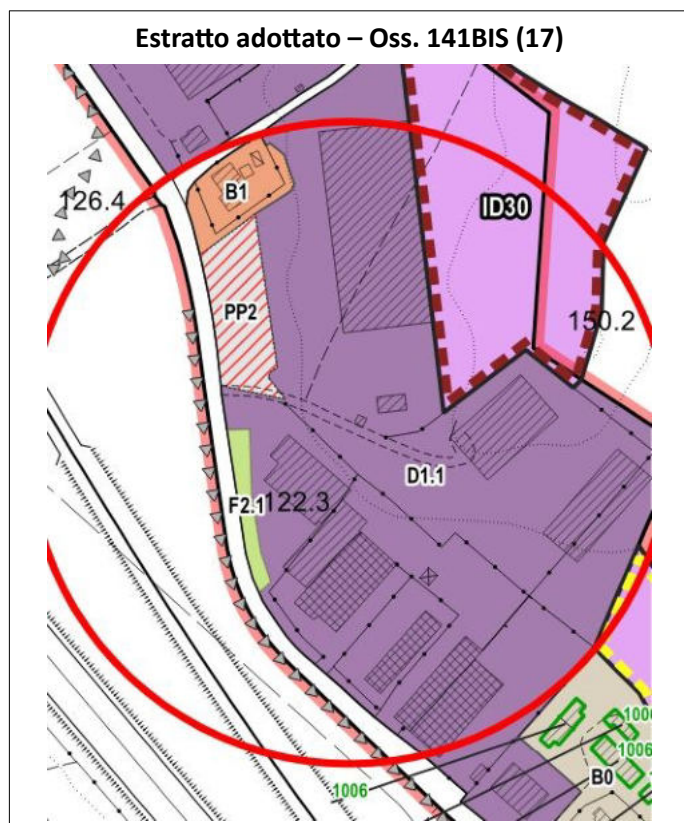 Estratto adottato – Oss. 141BIS (17)
B1
126.4
ID30
PP2
150.2
D1.1
F2.1
122.3.
1006
1006
B0
1006